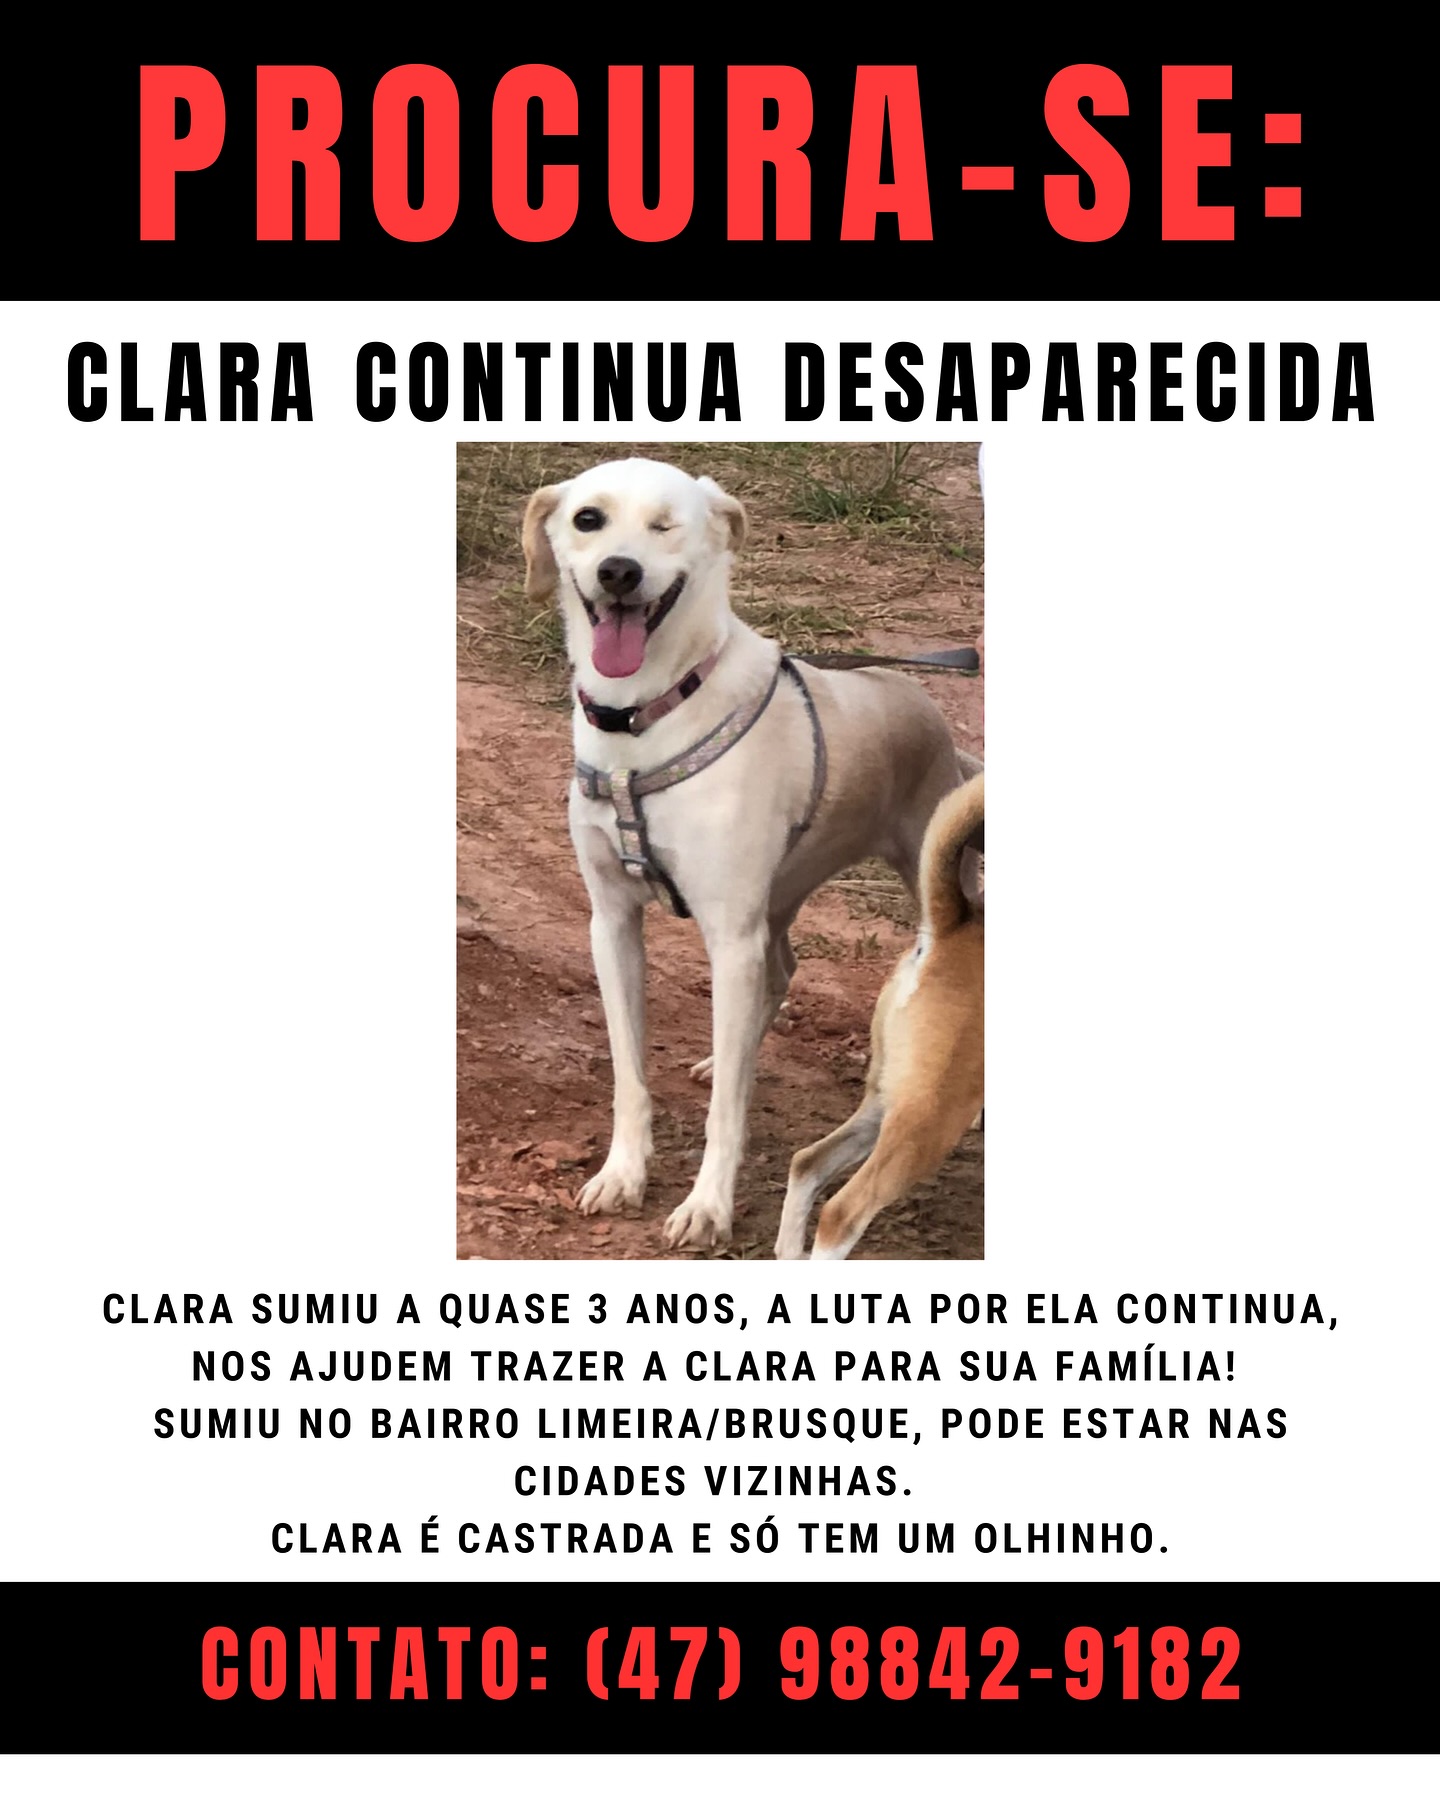 PROCURA-SE:
CLARA CONTINUA DESAPARECIDA
CLARA SUMIU A QUASE 3 ANOS, A LUTA POR ELA CONTINUA,
NOS AJUDEM TRAZER A CLARA PARA SUA FAMÍLIA!
SUMIU NO BAIRRO LIMEIRA/BRUSQUE, PODE ESTAR NAS
CIDADES VIZINHAS.
CLARA É CASTRADA E SÓ TEM UM OLHINHO.
CONTATO: (47) 98842-9182